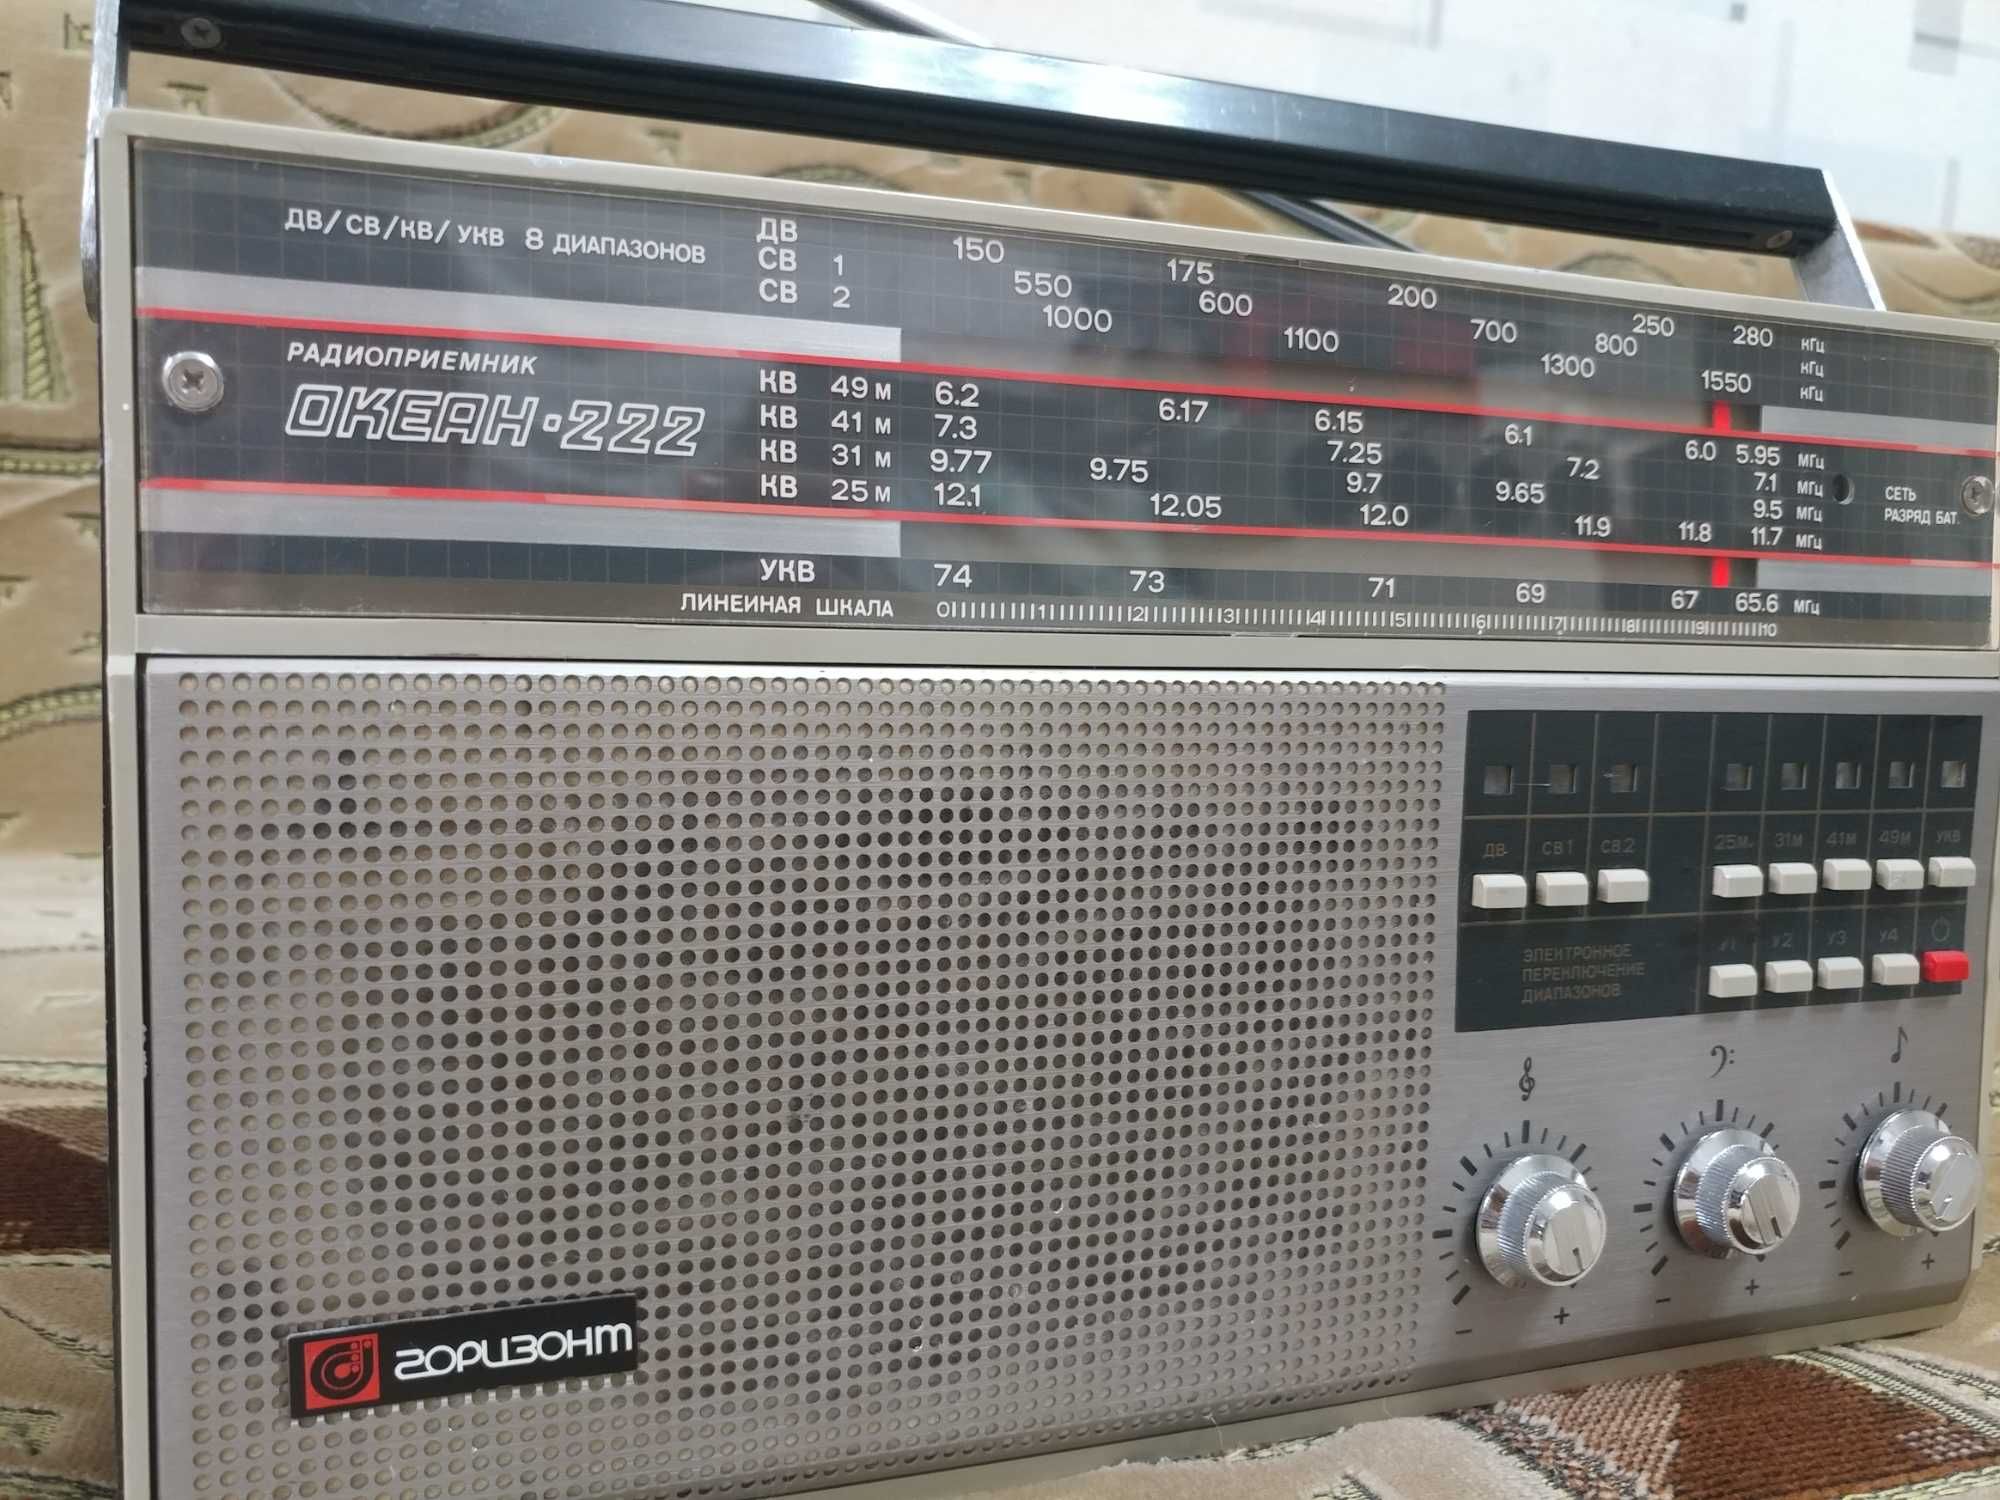 ДВ/СВ/КВ/УКВ 8 ДИАПАЗОНОВ
ДВ 150 175 200 250 280 кГц
СВ 1 550 600 700 800 кГц
СВ 2 1000 1100 1300 1550 кГц
РАДИОПРИЕМНИК
ОКЕАН·222
КВ 49 м 6.2 6.17 6.15 6.1 6.0 5.95 МГц
КВ 41 м 7.3 7.25 7.2 7.1 МГц
КВ 31 м 9.77 9.75 9.7 9.65 9.5 МГц
КВ 25 м 12.1 12.05 12.0 11.9 11.8 11.7 МГц
СЕТЬ
РАЗРЯД БАТ.
УКВ 74 73 71 69 67 65.6 МГц
ЛИНЕЙНАЯ ШКАЛА 0 1 2 3 4 5 6 7 8 9 10
ДВ СВ1 СВ2 25м 31м 41м 49м УКВ
У1 У2 У3 У4
ЭЛЕКТРОННОЕ
ПЕРЕКЛЮЧЕНИЕ
ДИАПАЗОНОВ
− + − + − +
горизонт